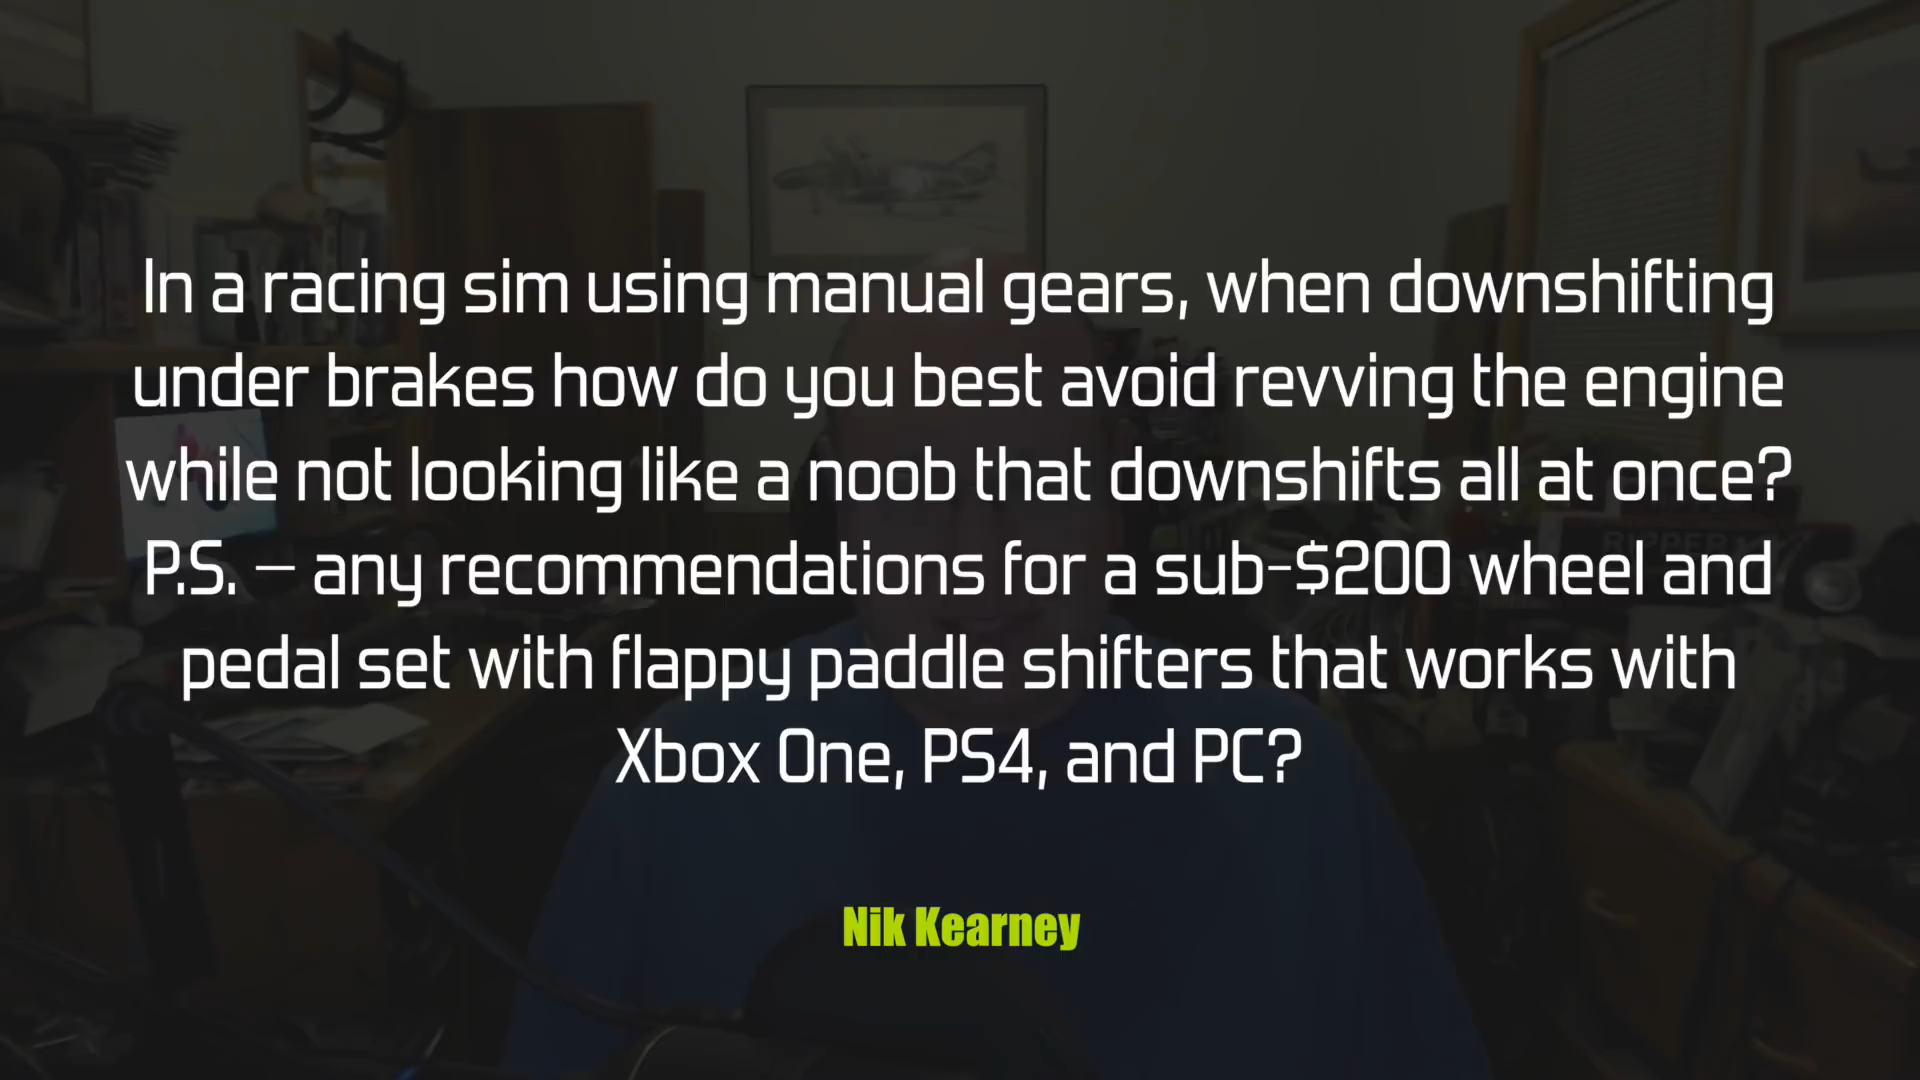 In a racing sim using manual gears, when downshifting
under brakes how do you best avoid revving the engine
while not looking like a noob that downshifts all at once?
P.S. – any recommendations for a sub-$200 wheel and
pedal set with flappy paddle shifters that works with
Xbox One, PS4, and PC?
Nik Kearney
RIPPER